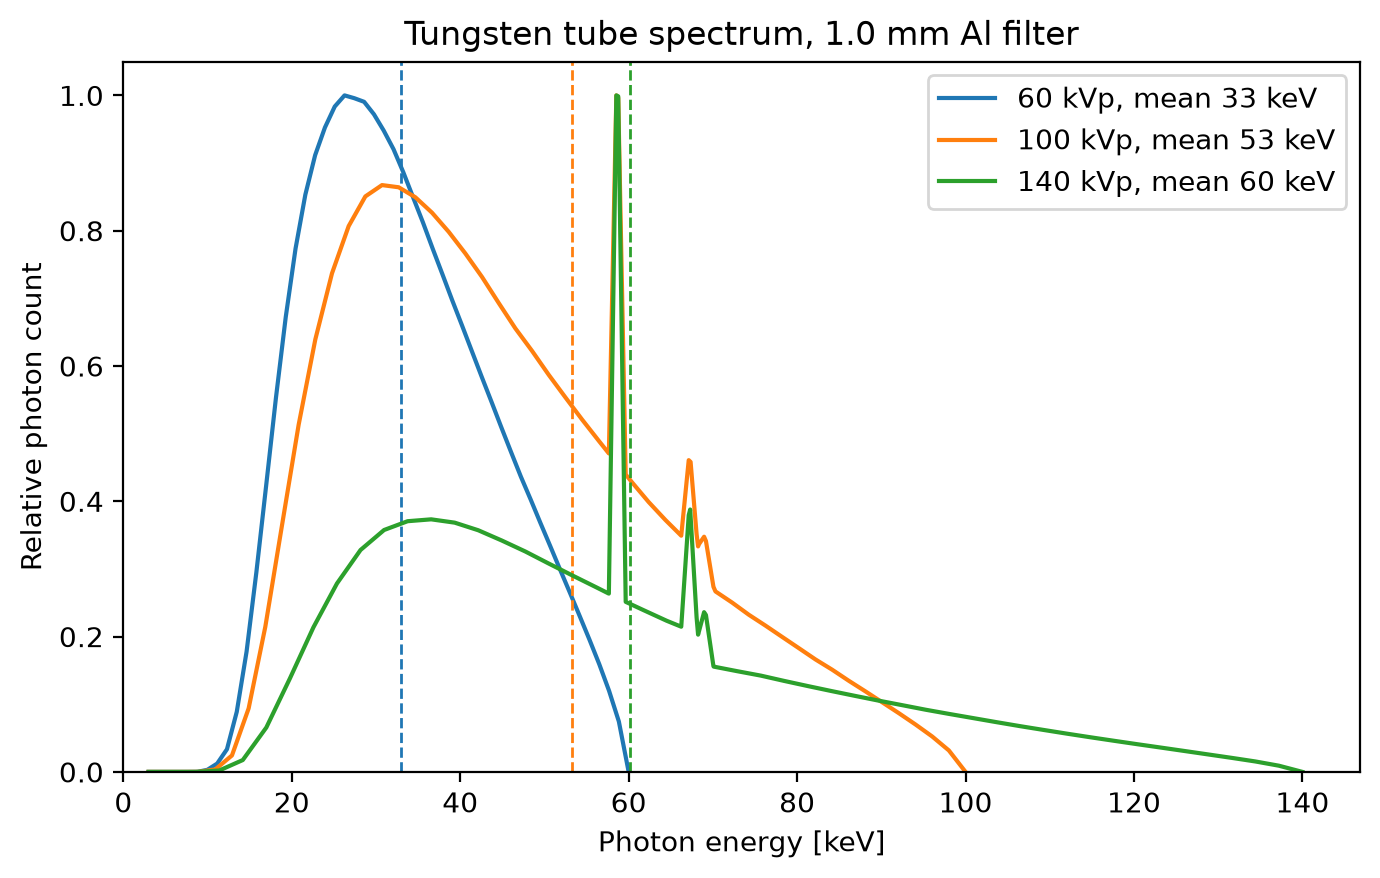 Tungsten tube spectrum, 1.0 mm Al filter
60 kVp, mean 33 keV
100 kVp, mean 53 keV
140 kVp, mean 60 keV
Relative photon count
1.0
0.8
0.6
0.4
0.2
0.0
0 20 40 60 80 100 120 140
Photon energy [keV]